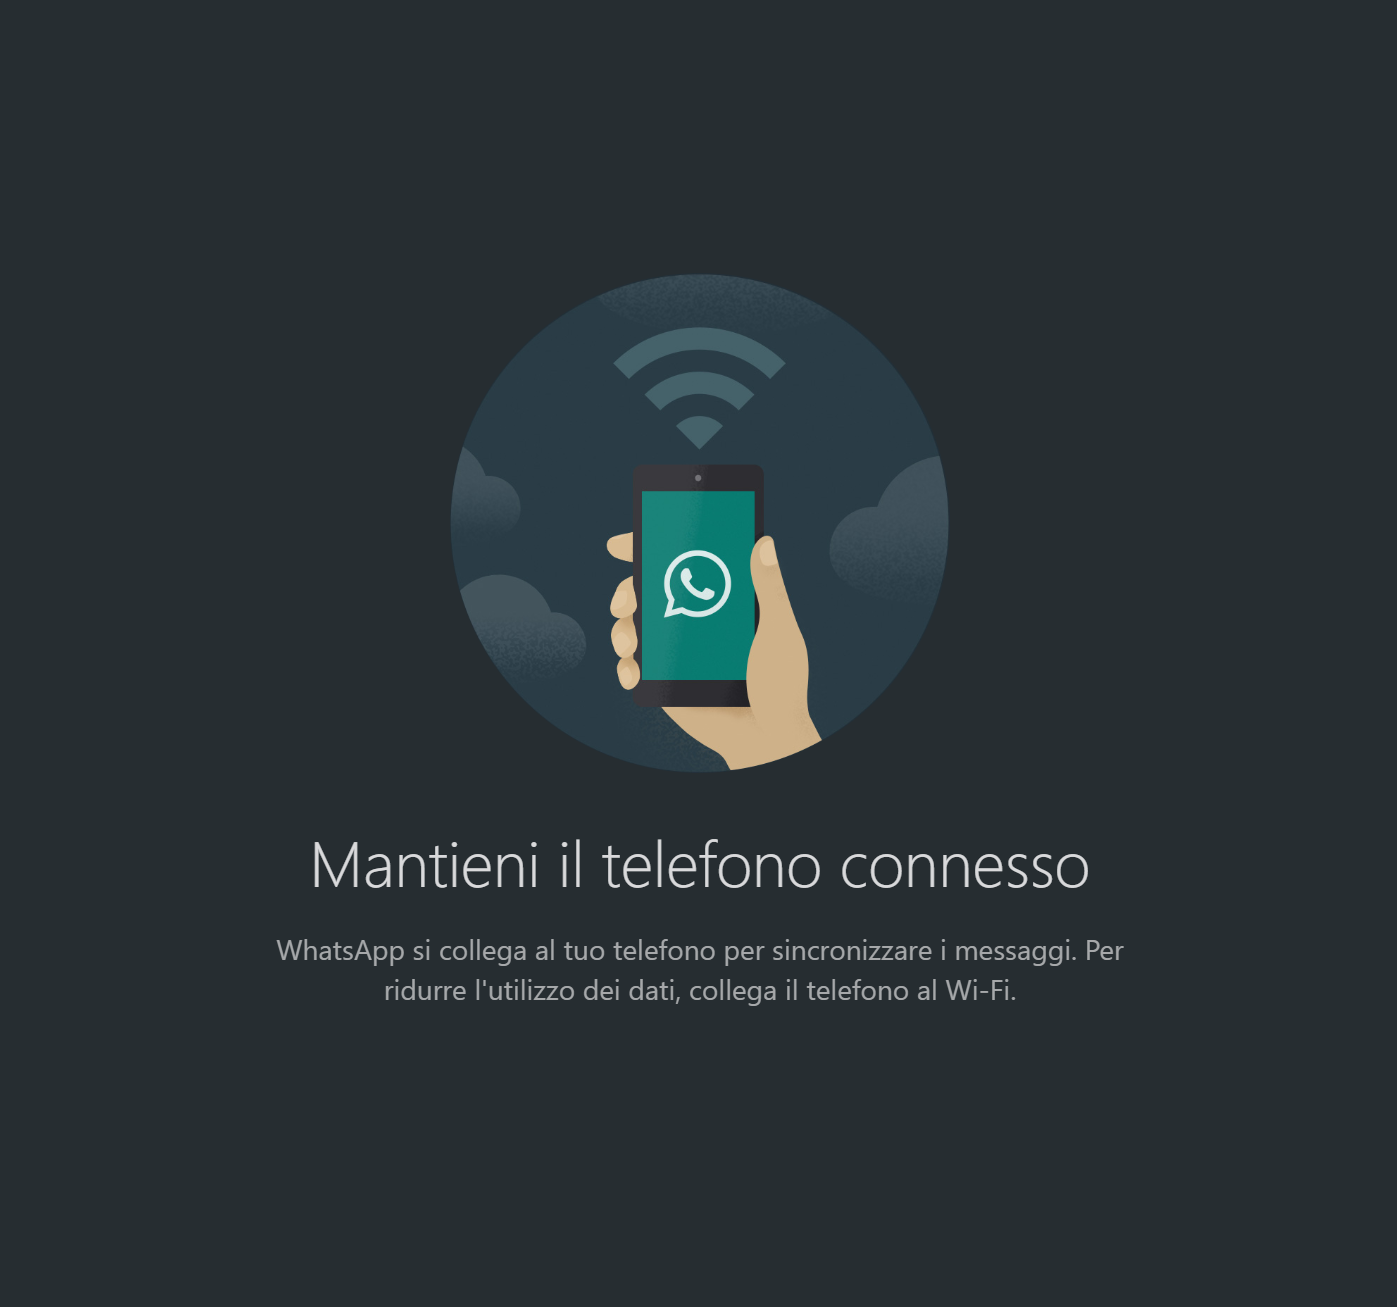 Mantieni il telefono connesso
WhatsApp si collega al tuo telefono per sincronizzare i messaggi. Per
ridurre l'utilizzo dei dati, collega il telefono al Wi-Fi.